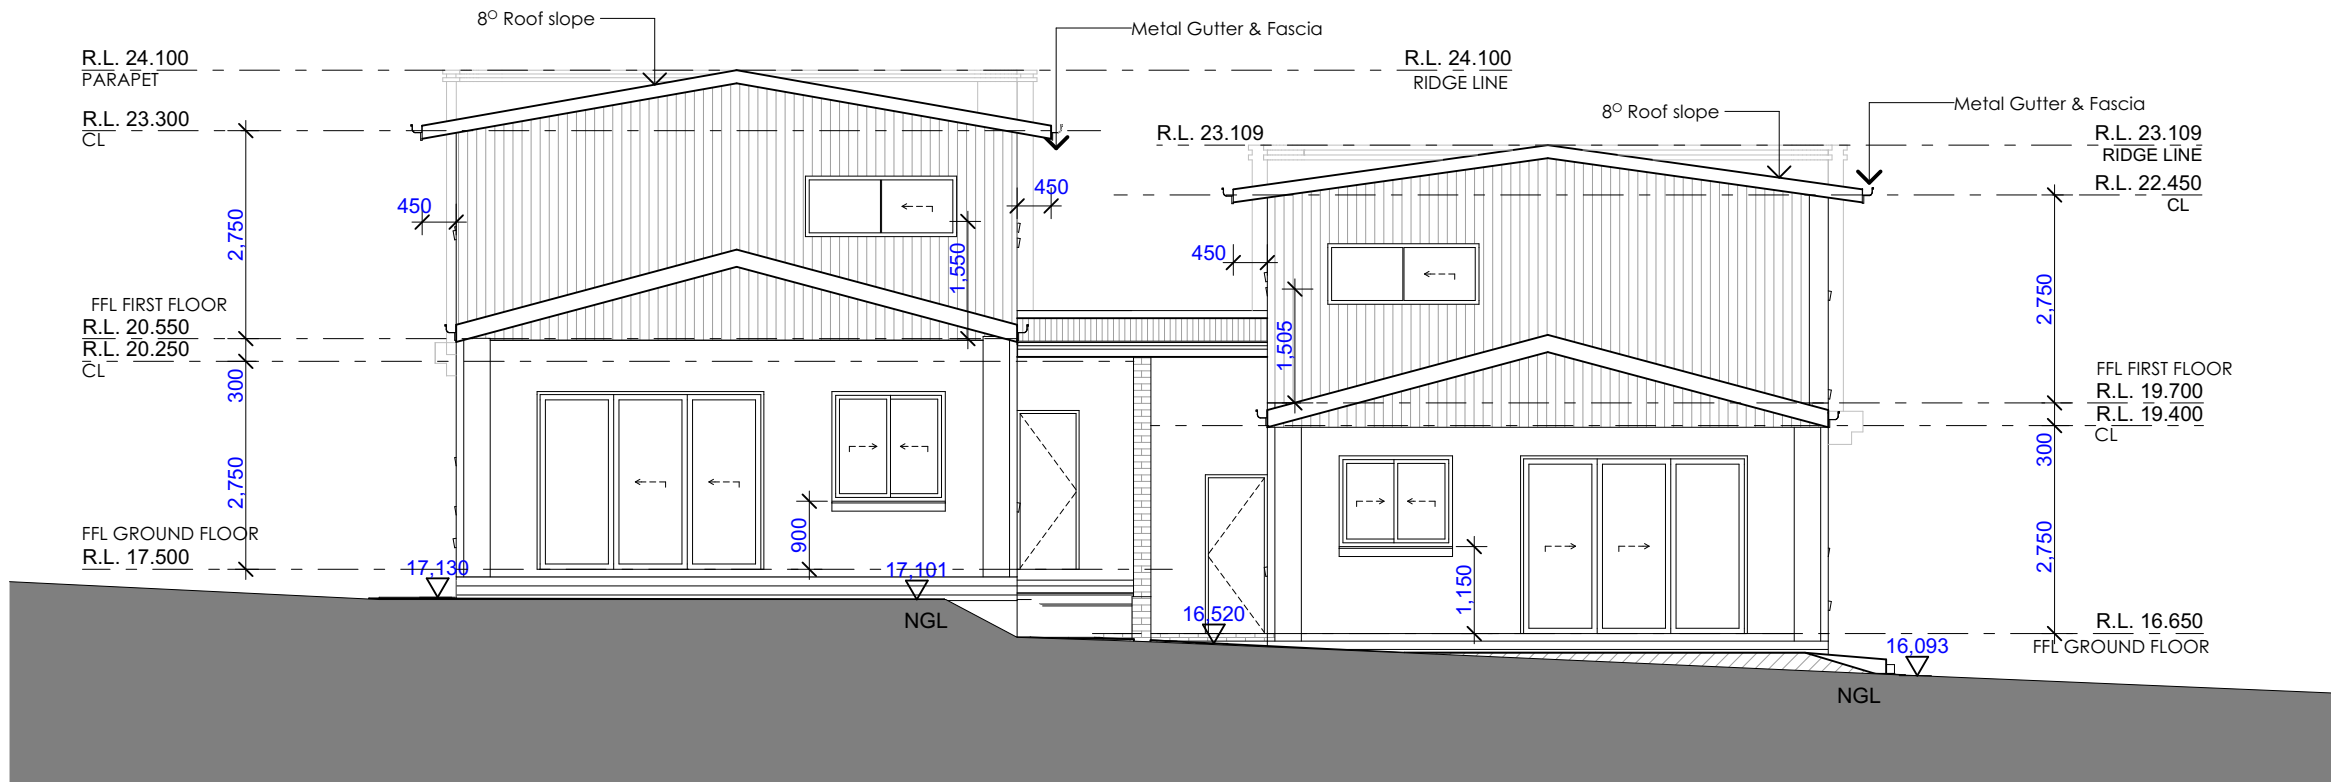 8° Roof slope
Metal Gutter & Fascia
R.L. 24.100
PARAPET
R.L. 24.100
RIDGE LINE
8° Roof slope
Metal Gutter & Fascia
R.L. 23.300
CL
R.L. 23.109
R.L. 23.109
RIDGE LINE
R.L. 22.450
CL
450
450
2,750
1,550
450
2,750
1,505
FFL FIRST FLOOR
R.L. 20.550
R.L. 20.250
CL
300
FFL FIRST FLOOR
R.L. 19.700
R.L. 19.400
CL
300
2,750
900
2,750
1,150
FFL GROUND FLOOR
R.L. 17.500
17,130
17,101
NGL
16,520
R.L. 16.650
FFL GROUND FLOOR
16,093
NGL